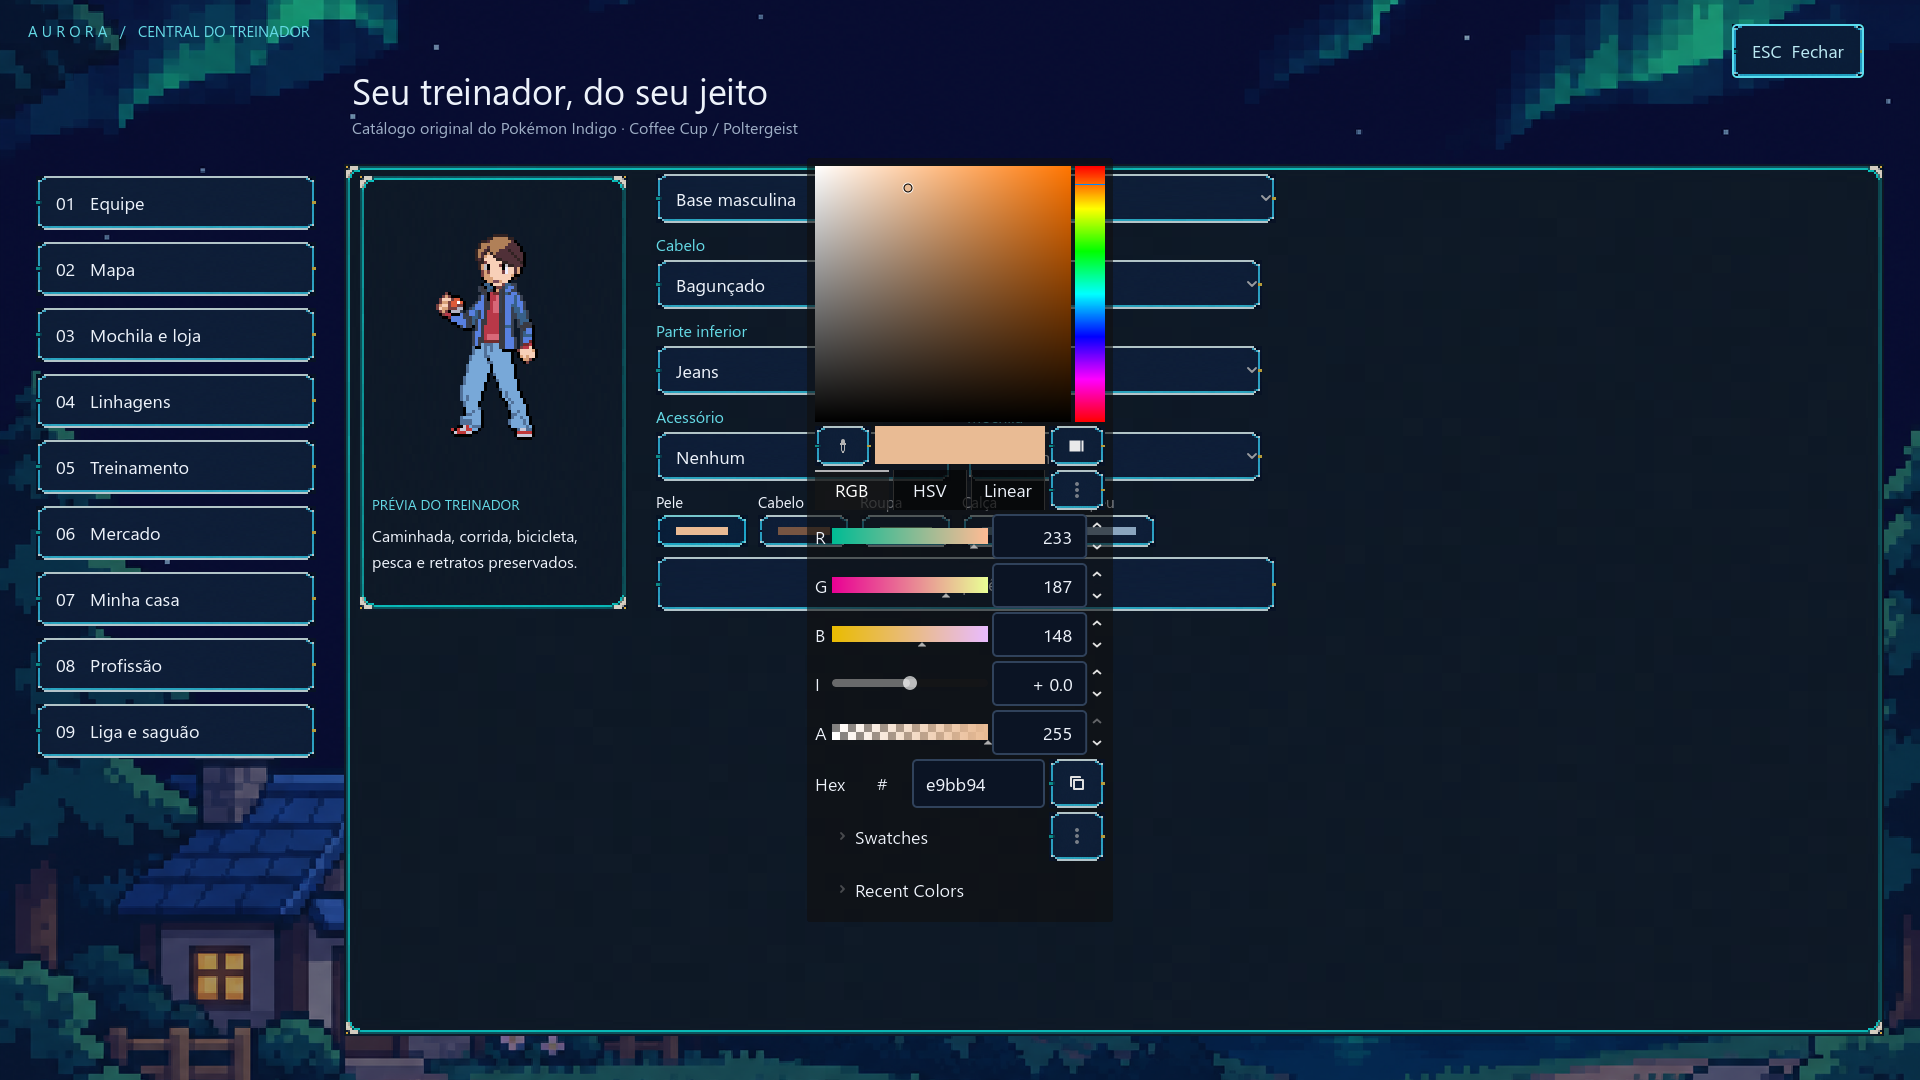 AURORA / CENTRAL DO TREINADOR
ESC Fechar
Seu treinador, do seu jeito
Catálogo original do Pokémon Indigo · Coffee Cup / Poltergeist
01 Equipe
02 Mapa
03 Mochila e loja
04 Linhagens
05 Treinamento
06 Mercado
07 Minha casa
08 Profissão
09 Liga e saguão
PRÉVIA DO TREINADOR
Caminhada, corrida, bicicleta,
pesca e retratos preservados.
Base masculina
Cabelo
Bagunçado
Parte inferior
Jeans
Acessório
Nenhum
Pele
Cabelo
Roupa
Calça
RGB
HSV
Linear
R 233
G 187
B 148
I + 0.0
A 255
Hex # e9bb94
Swatches
Recent Colors